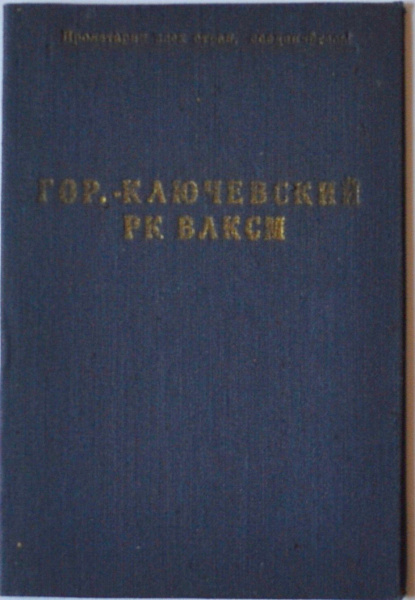 Пролетарии всех стран, соединяйтесь!
ГОР.-КЛЮЧЕВСКИЙ
РК ВЛКСМ